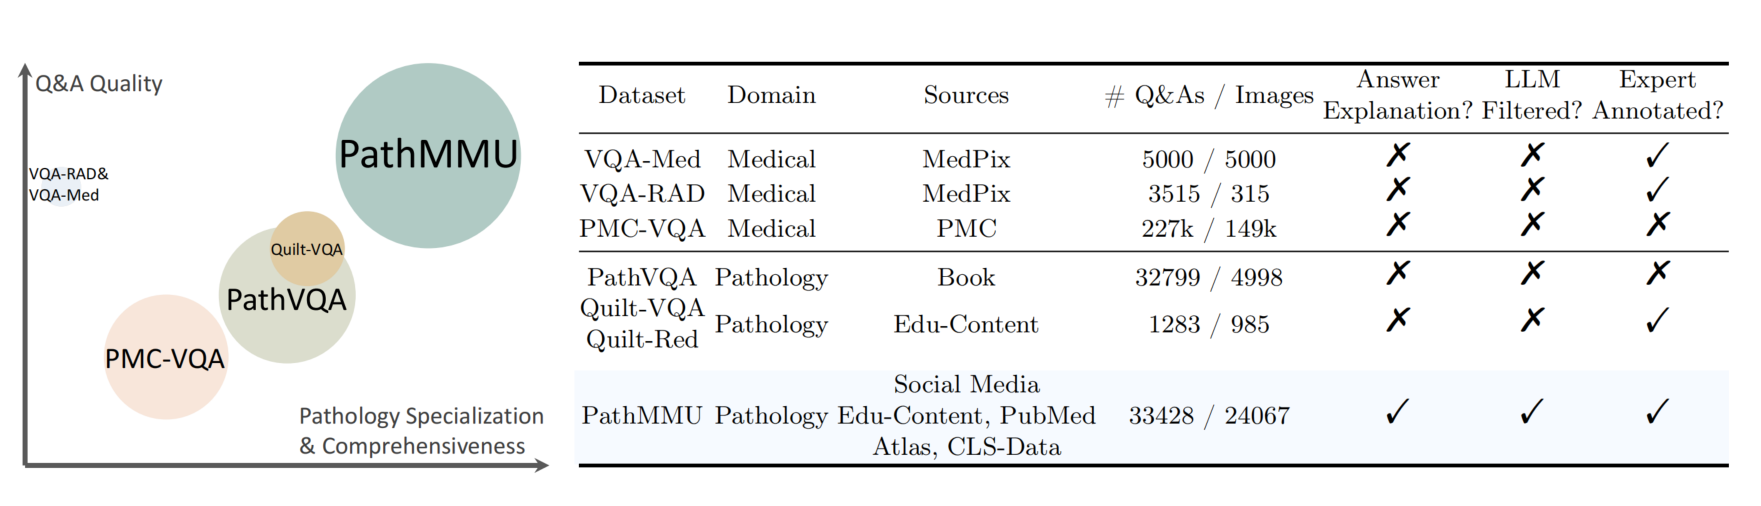 Q&A Quality
VQA-RAD&
VQA-Med
PathMMU
Quilt-VQA
PathVQA
PMC-VQA
Pathology Specialization
& Comprehensiveness
Dataset Domain Sources # Q&As / Images Answer Explanation? LLM Filtered? Expert Annotated?
VQA-Med Medical MedPix 5000 / 5000 ✗ ✗ ✓
VQA-RAD Medical MedPix 3515 / 315 ✗ ✗ ✓
PMC-VQA Medical PMC 227k / 149k ✗ ✗ ✗
PathVQA Pathology Book 32799 / 4998 ✗ ✗ ✗
Quilt-VQA
Quilt-Red Pathology Edu-Content 1283 / 985 ✗ ✗ ✓
Social Media
PathMMU Pathology Edu-Content, PubMed 33428 / 24067 ✓ ✓ ✓
Atlas, CLS-Data